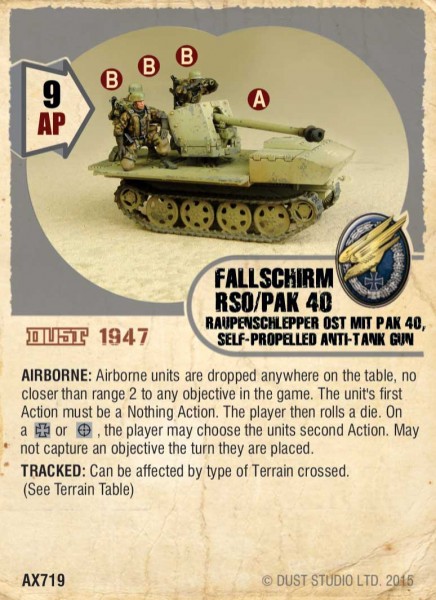 9
AP
B
B
B
A
FALLSCHIRM
RSO/PAK 40
RAUPENSCHLEPPER OST MIT PAK 40,
SELF-PROPELLED ANTI-TANK GUN
DUST 1947
AIRBORNE: Airborne units are dropped anywhere on the table, no
closer than range 2 to any objective in the game. The unit's first
Action must be a Nothing Action. The player then rolls a die. On
a or , the player may choose the units second Action. May
not capture an objective the turn they are placed.
TRACKED: Can be affected by type of Terrain crossed.
(See Terrain Table)
AX719
© DUST STUDIO LTD. 2015